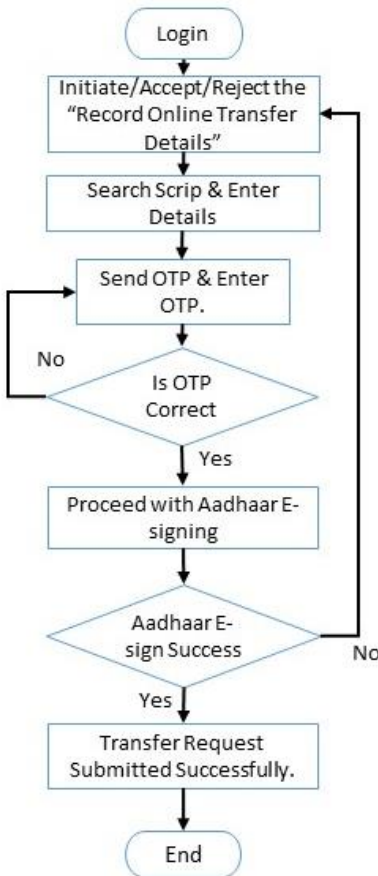 Login
Initiate/Accept/Reject the
“Record Online Transfer
Details”
Search Scrip & Enter
Details
Send OTP & Enter
OTP.
No
Is OTP
Correct
Yes
Proceed with Aadhaar E-
signing
Aadhaar E-
sign Success
No
Yes
Transfer Request
Submitted Successfully.
End